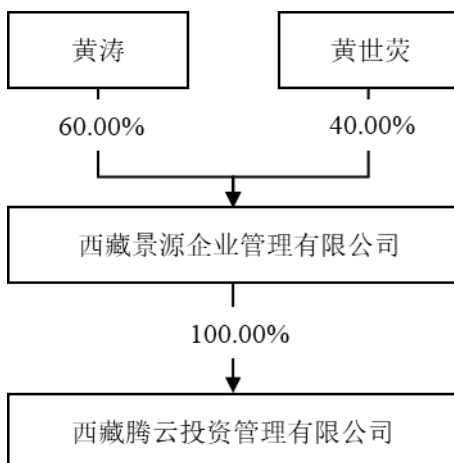 黄涛
黄世荧
60.00%
40.00%
西藏景源企业管理有限公司
100.00%
西藏腾云投资管理有限公司